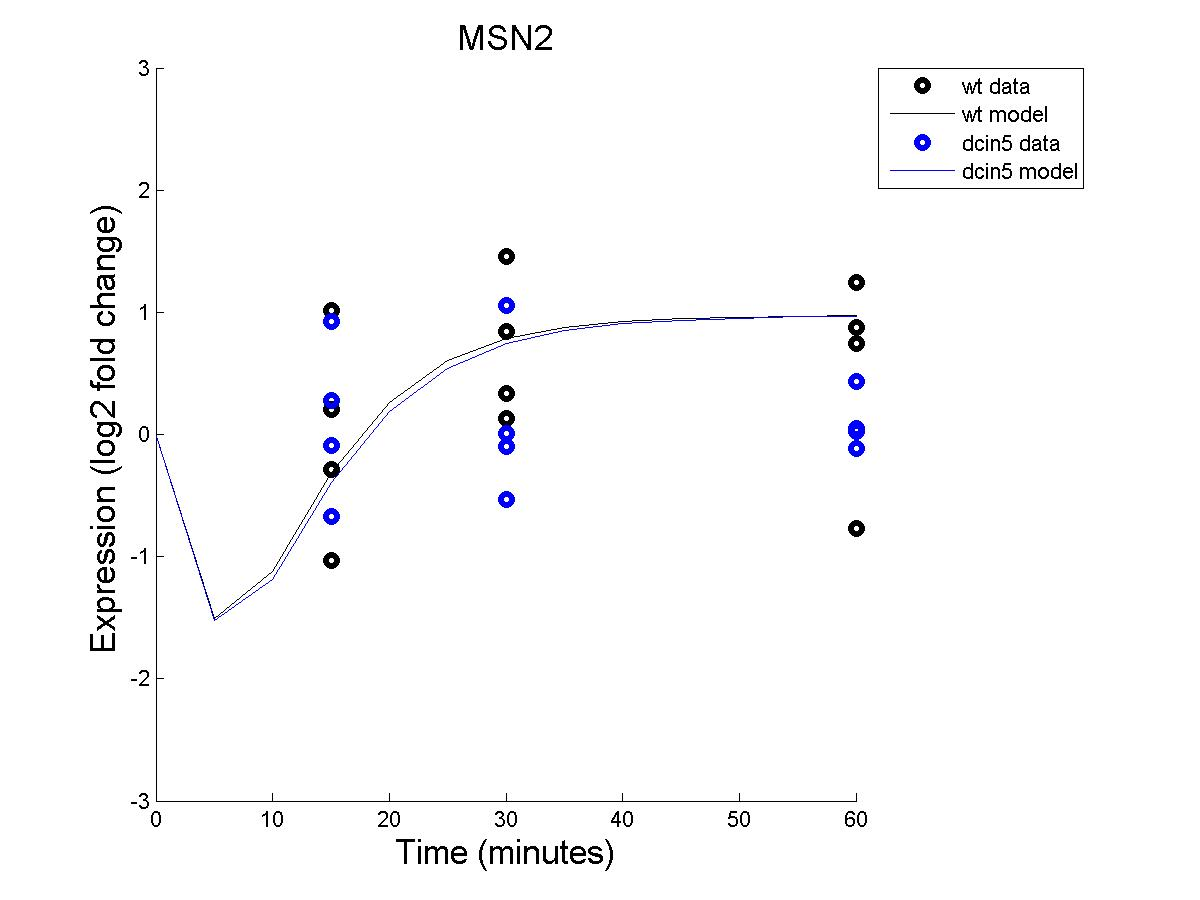 MSN2
3
2
1
0
-1
-2
-3
Expression (log2 fold change)
0 10 20 30 40 50 60
Time (minutes)
wt data
wt model
dcin5 data
dcin5 model